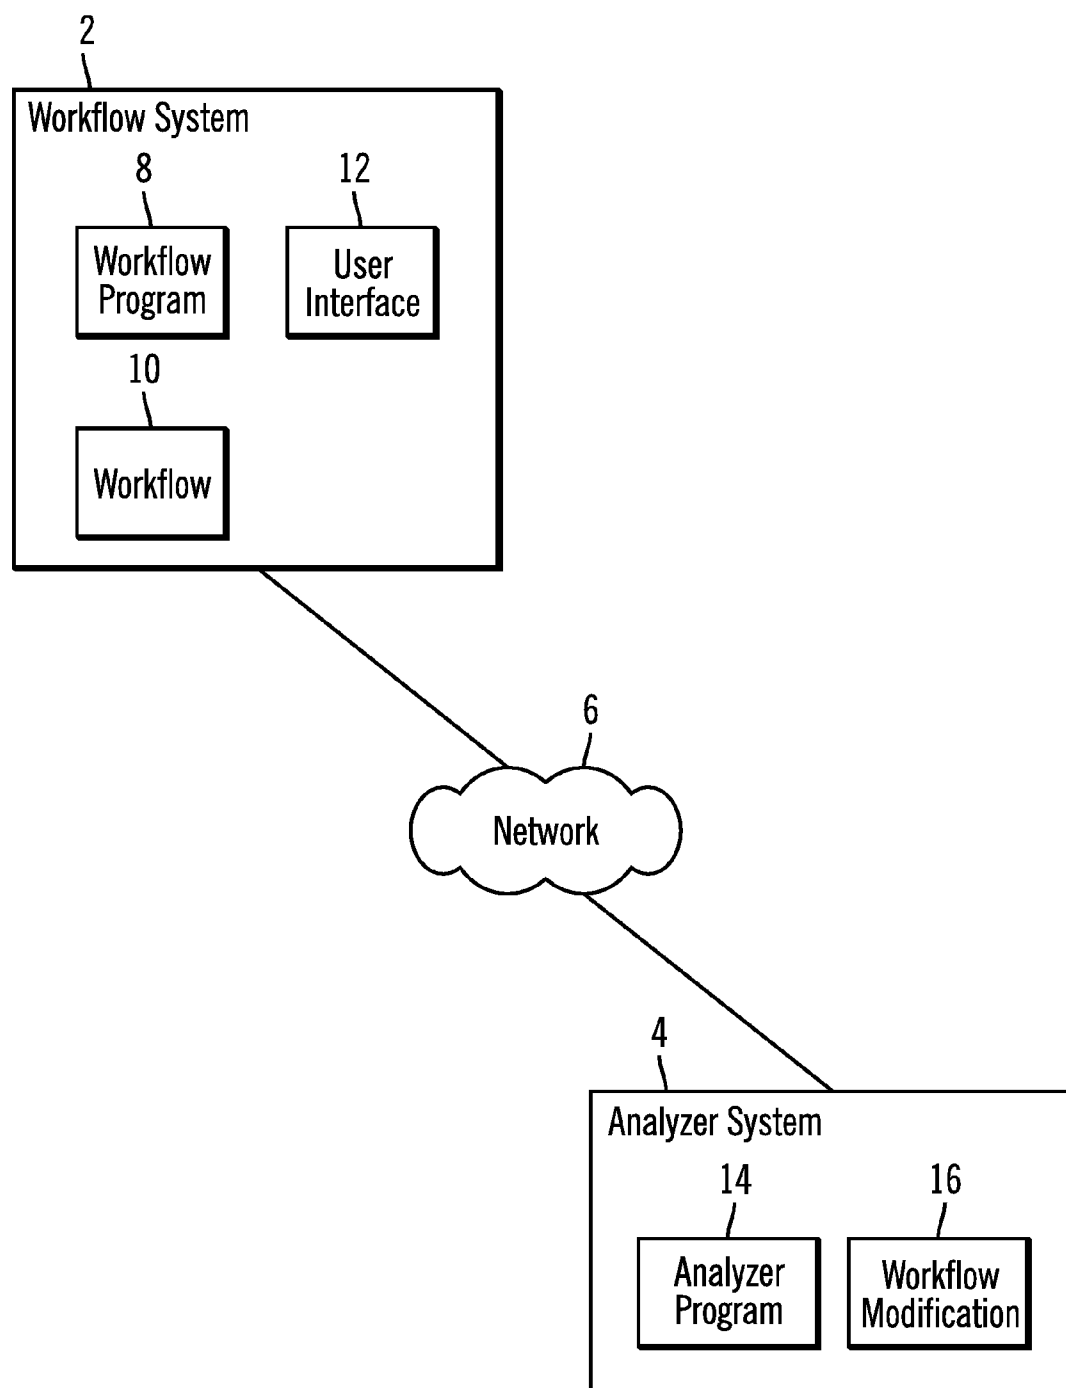 2
Workflow System
8
12
Workflow
Program
User
Interface
10
Workflow
6
Network
4
Analyzer System
14
16
Analyzer
Program
Workflow
Modification